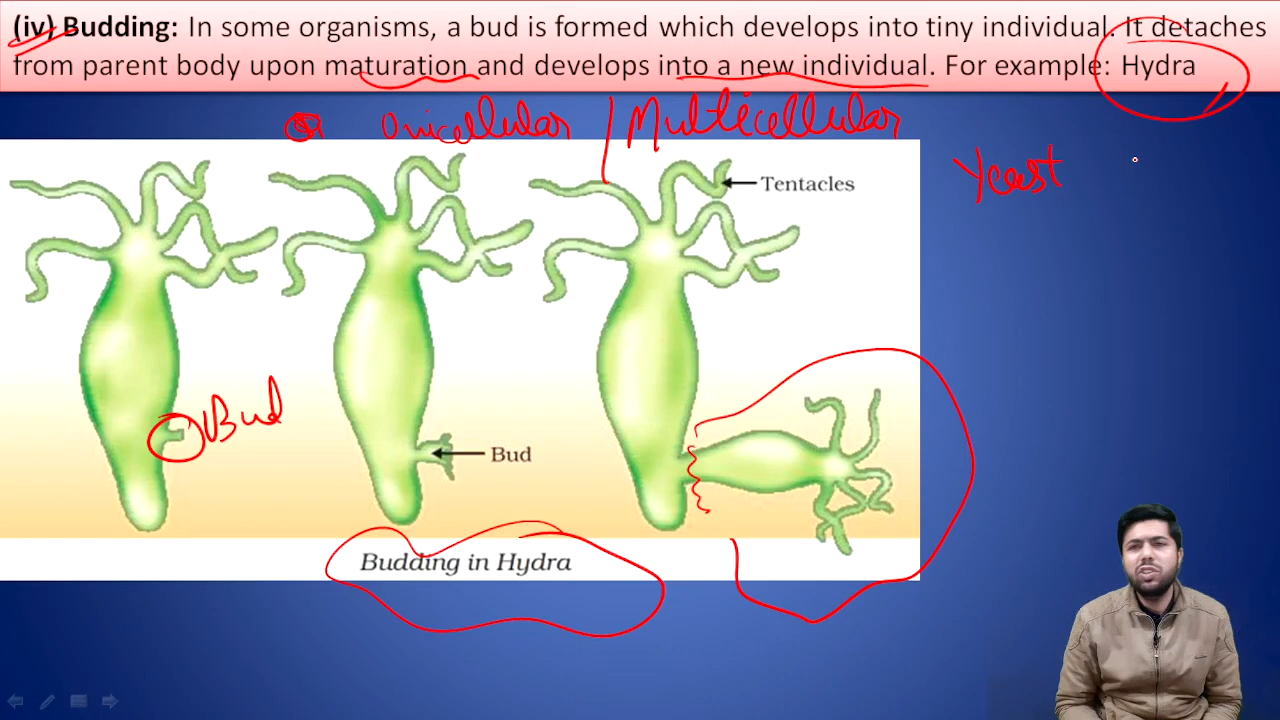 (iv) Budding: In some organisms, a bud is formed which develops into tiny individual. It detaches
from parent body upon maturation and develops into a new individual. For example: Hydra
Unicellular / Multicellular
Yeast
Tentacles
Bud
Bud
Budding in Hydra